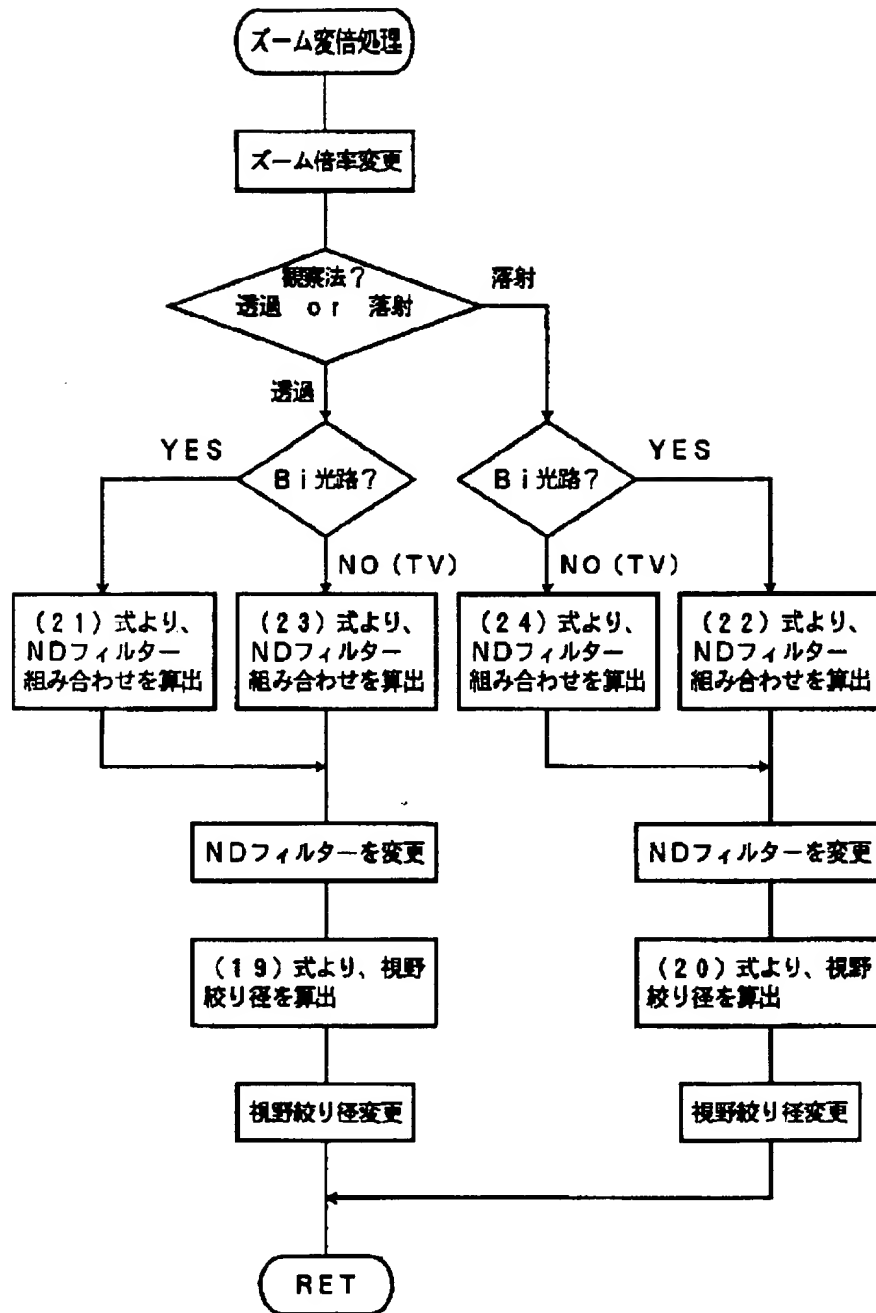 ズーム変倍処理
ズーム倍率変更
観察法?
透過 or 落射
落射
透過
YES
Bi光路?
Bi光路?
YES
NO(TV)
NO(TV)
(21)式より、
NDフィルター
組み合わせを算出
(23)式より、
NDフィルター
組み合わせを算出
(24)式より、
NDフィルター
組み合わせを算出
(22)式より、
NDフィルター
組み合わせを算出
NDフィルターを変更
NDフィルターを変更
(19)式より、視野
絞り径を算出
(20)式より、視野
絞り径を算出
視野絞り径変更
視野絞り径変更
RET